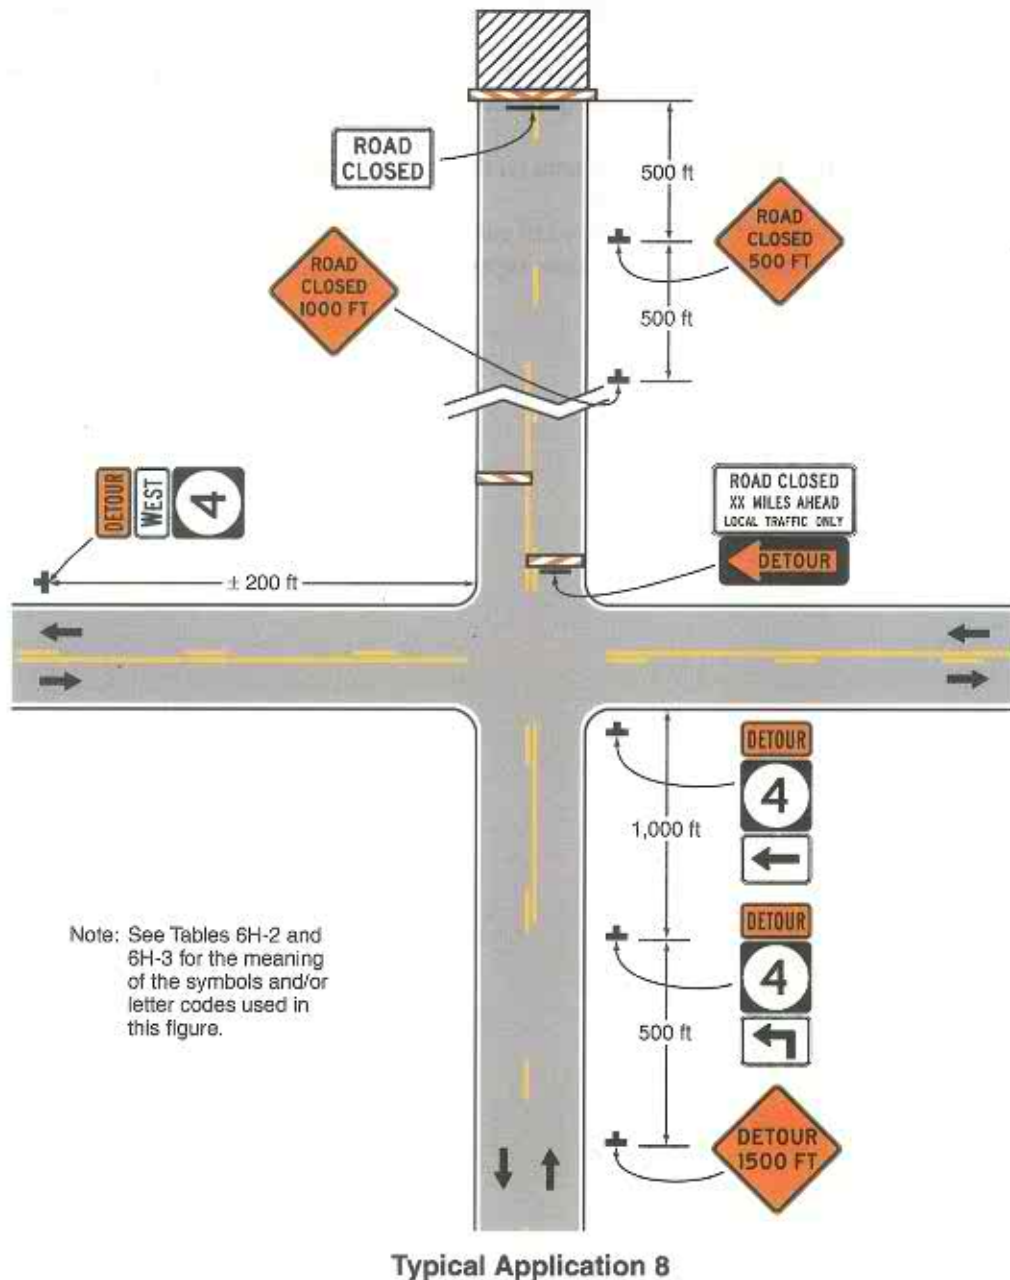 ROAD
CLOSED
500 ft
ROAD
CLOSED
500 FT
ROAD
CLOSED
1000 FT
500 ft
DETOUR
WEST
4
ROAD CLOSED
XX MILES AHEAD
LOCAL TRAFFIC ONLY
DETOUR
± 200 ft
DETOUR
4
1,000 ft
DETOUR
4
Note: See Tables 6H-2 and
6H-3 for the meaning
of the symbols and/or
letter codes used in
this figure.
500 ft
DETOUR
1500 FT
Typical Application 8